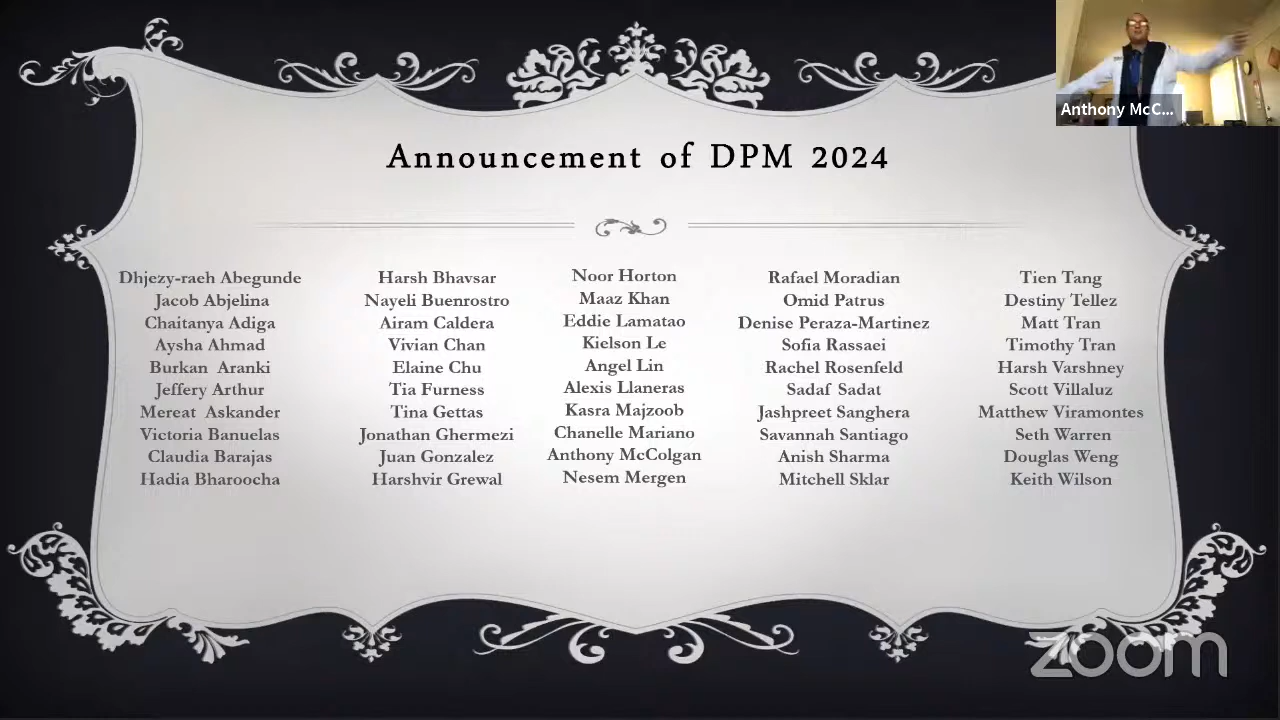 Anthony McC...
Announcement of DPM 2024
Dhjezy-raeh Abegunde
Jacob Abjelina
Chaitanya Adiga
Aysha Ahmad
Burkan Aranki
Jeffery Arthur
Mereat Askander
Victoria Banuelas
Claudia Barajas
Hadia Bharoocha
Harsh Bhavsar
Nayeli Buenrostro
Airam Caldera
Vivian Chan
Elaine Chu
Tia Furness
Tina Gettas
Jonathan Ghermezi
Juan Gonzalez
Harshvir Grewal
Noor Horton
Maaz Khan
Eddie Lamatao
Kielson Le
Angel Lin
Alexis Llaneras
Kasra Majzoob
Chanelle Mariano
Anthony McColgan
Nesem Mergen
Rafael Moradian
Omid Patrus
Denise Peraza-Martinez
Sofia Rassaei
Rachel Rosenfeld
Sadaf Sadat
Jashpreet Sanghera
Savannah Santiago
Anish Sharma
Mitchell Sklar
Tien Tang
Destiny Tellez
Matt Tran
Timothy Tran
Harsh Varshney
Scott Villaluz
Matthew Viramontes
Seth Warren
Douglas Weng
Keith Wilson
zoom